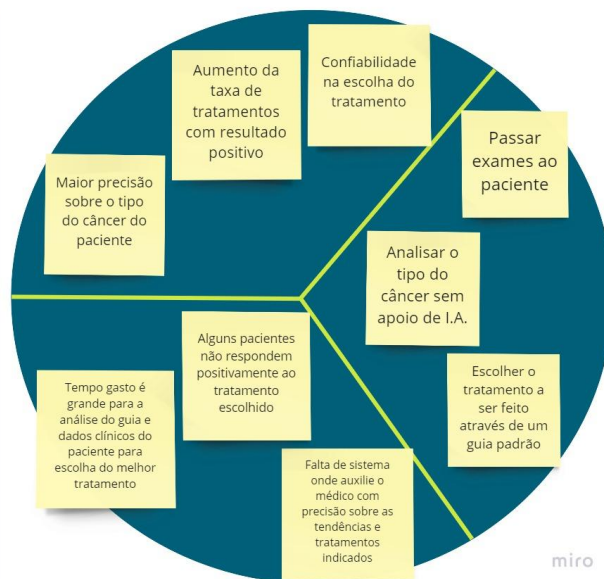 Aumento da
taxa de
tratamentos
com resultado
positivo
Confiabilidade
na escolha do
tratamento
Maior precisão
sobre o tipo
do câncer do
paciente
Passar
exames ao
paciente
Analisar o
tipo do
câncer sem
apoio de I.A.
Escolher o
tratamento a
ser feito
através de um
guia padrão
Alguns pacientes
não respondem
positivamente ao
tratamento
escolhido
Tempo gasto é
grande para a
análise do guia e
dados clínicos do
paciente para
escolha do melhor
tratamento
Falta de sistema
onde auxilie o
médico com
precisão sobre as
tendências e
tratamentos
indicados
miro